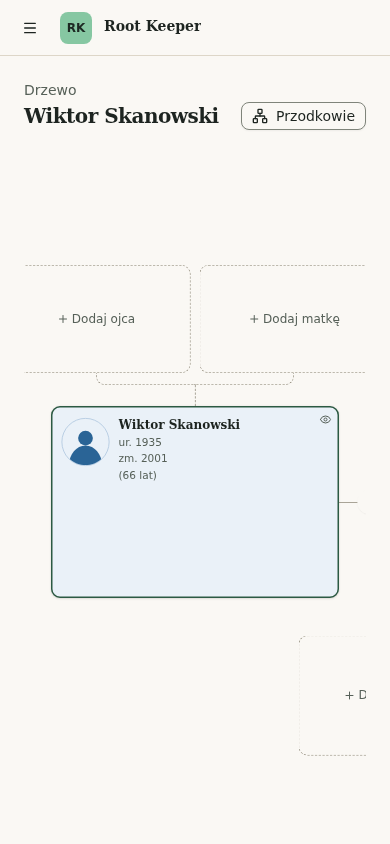 RK
Root Keeper
Drzewo
Wiktor Skanowski
Przodkowie
+ Dodaj ojca
+ Dodaj matkę
Wiktor Skanowski
ur. 1935
zm. 2001
(66 lat)
+ D